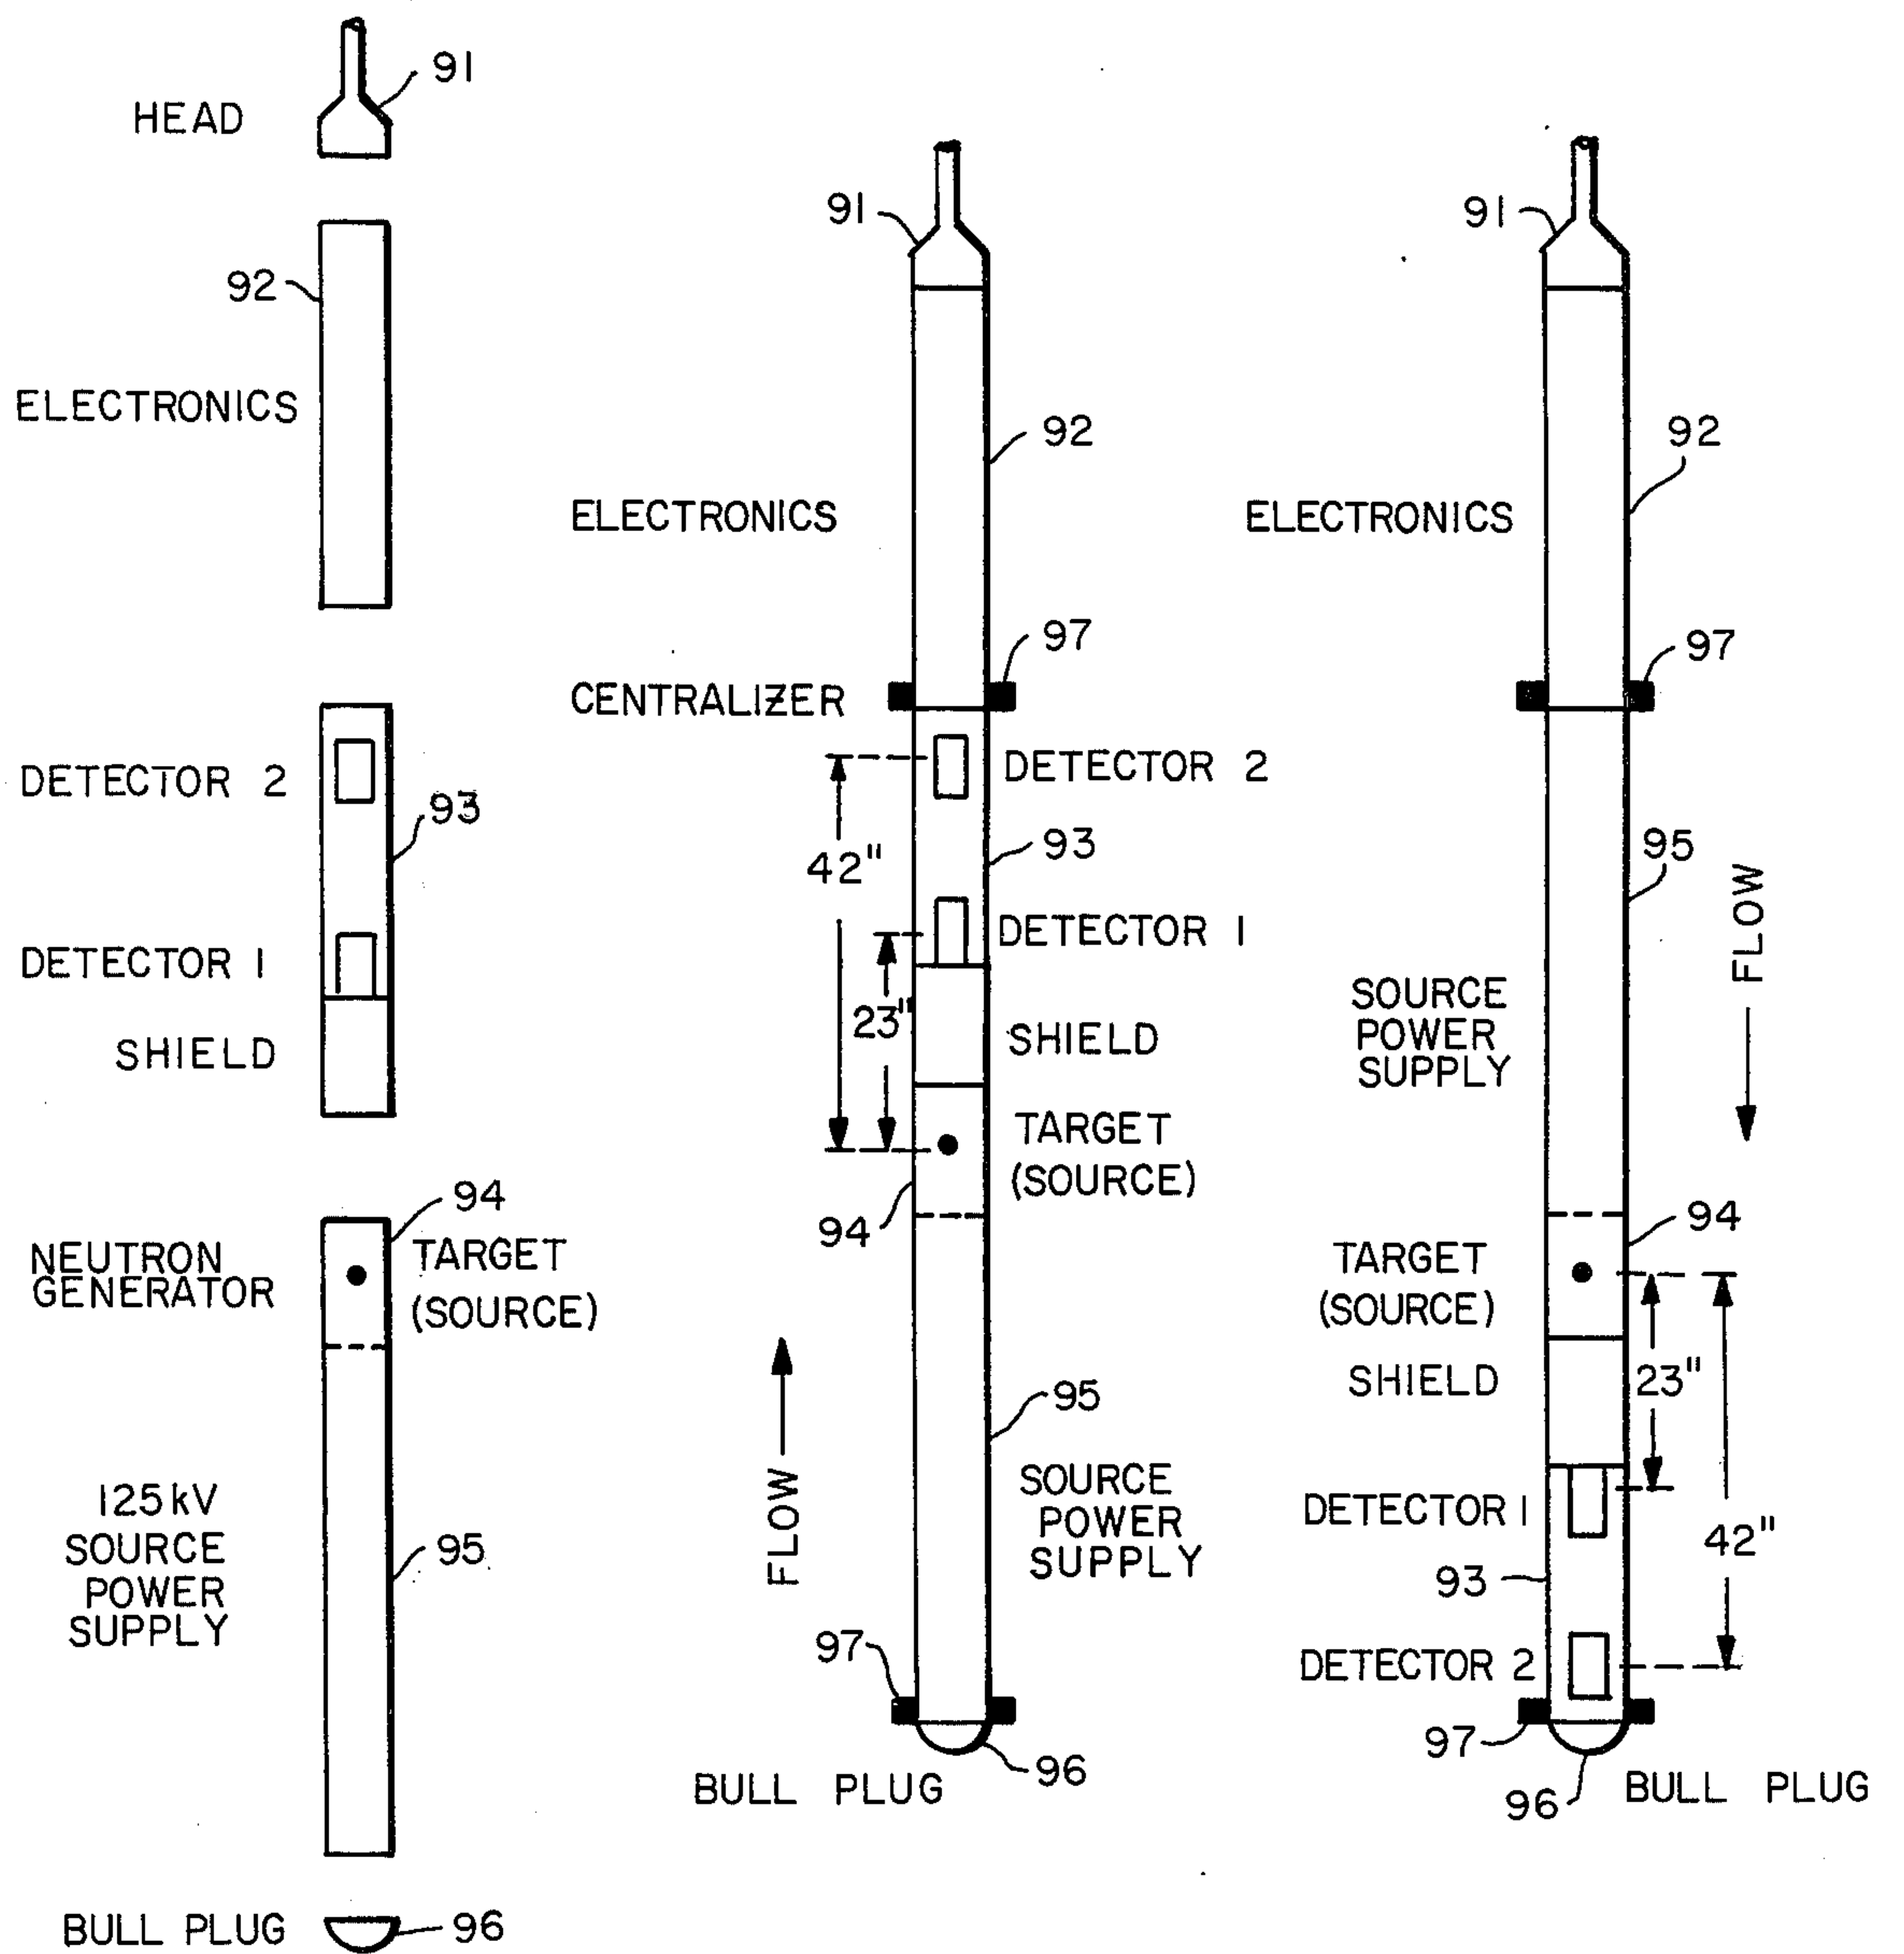 91
HEAD
92
ELECTRONICS
DETECTOR 2
93
DETECTOR 1
SHIELD
94
NEUTRON
GENERATOR
TARGET
(SOURCE)
125kV
SOURCE
POWER
SUPPLY
95
BULL PLUG
96
91
92
ELECTRONICS
97
CENTRALIZER
DETECTOR 2
42"
93
DETECTOR 1
23"
SHIELD
TARGET
(SOURCE)
94
FLOW
95
SOURCE
POWER
SUPPLY
97
96
BULL PLUG
91
92
ELECTRONICS
97
95
FLOW
SOURCE
POWER
SUPPLY
94
TARGET
(SOURCE)
SHIELD
23"
DETECTOR 1
42"
93
DETECTOR 2
97
96
BULL PLUG